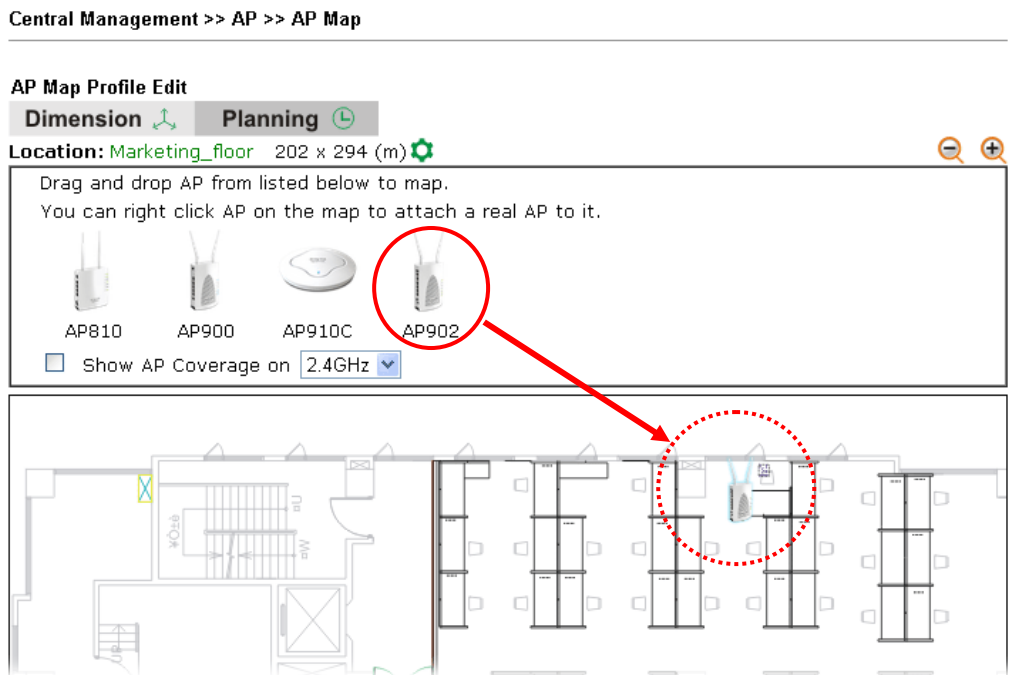 Central Management >> AP >> AP Map
AP Map Profile Edit
Dimension Planning
Location: Marketing_floor 202 x 294 (m)
Drag and drop AP from listed below to map.
You can right click AP on the map to attach a real AP to it.
AP810 AP900 AP910C AP902
Show AP Coverage on 2.4GHz